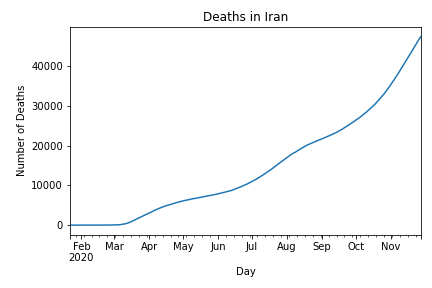 Deaths in Iran
Number of Deaths
40000
30000
20000
10000
0
Feb Mar Apr May Jun Jul Aug Sep Oct Nov
2020
Day